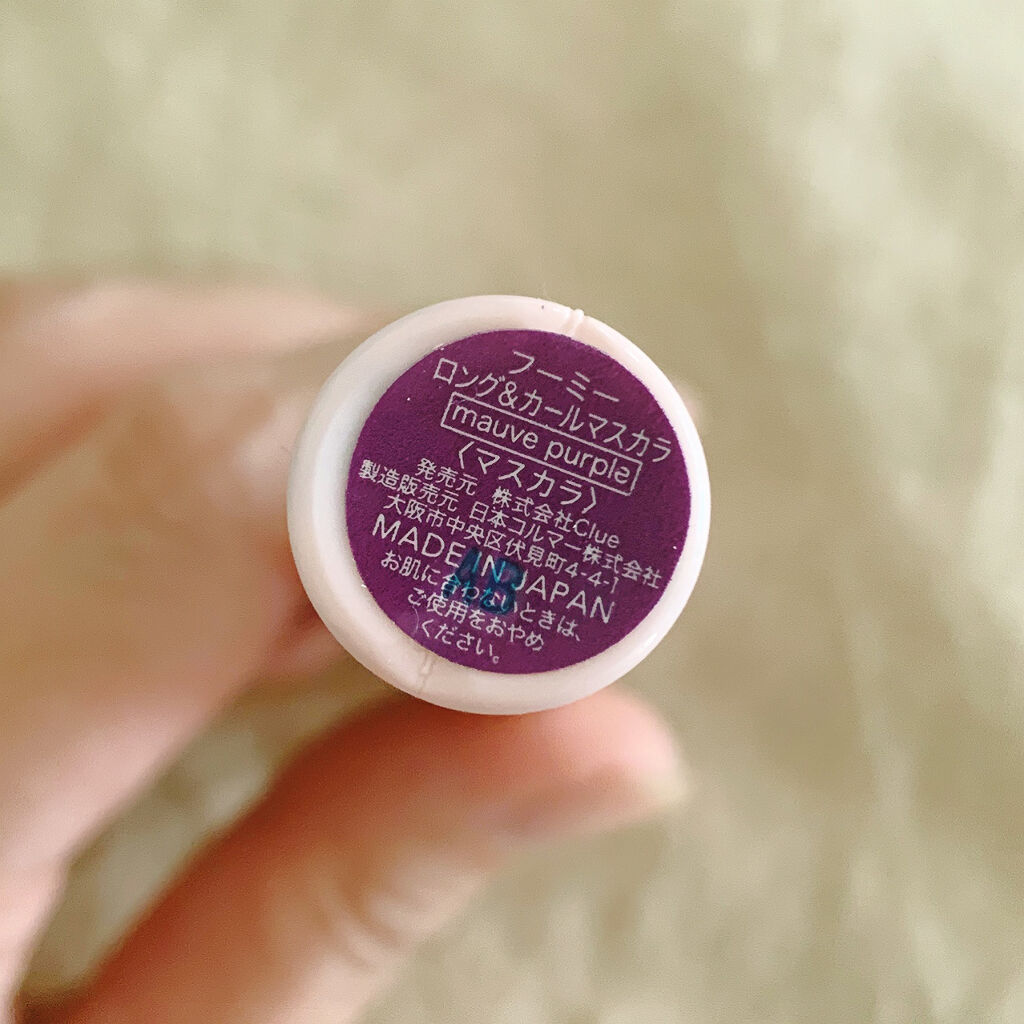 フーミー
ロング&カールマスカラ
mauve purple
〈マスカラ〉
発売元 株式会社Clue
製造販売元 日本コルマー株式会社
大阪市中央区伏見町4-4-1
MADE IN JAPAN
お肌に合わないときは、
ご使用をおやめ
ください。